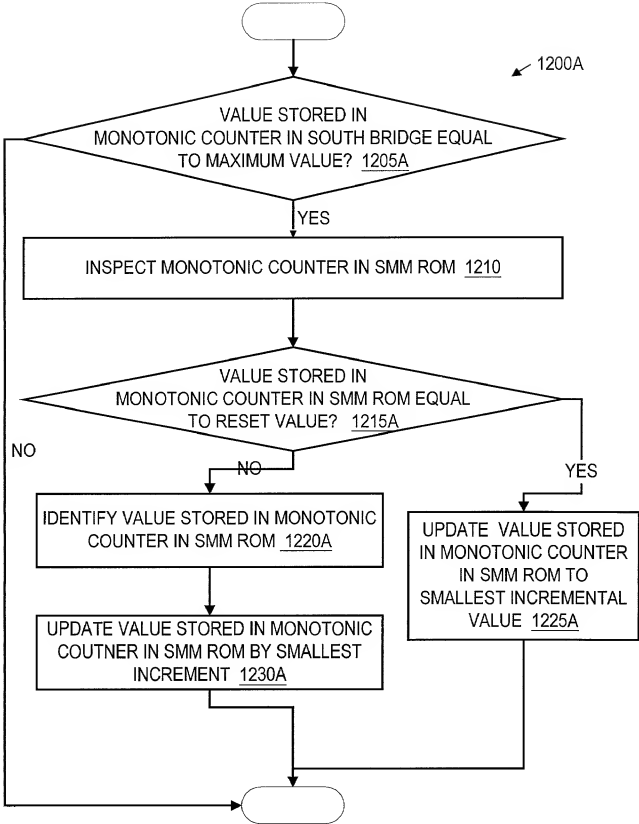 1200A
VALUE STORED IN
MONOTONIC COUNTER IN SOUTH BRIDGE EQUAL
TO MAXIMUM VALUE? 1205A
YES
INSPECT MONOTONIC COUNTER IN SMM ROM 1210
VALUE STORED IN
MONOTONIC COUNTER IN SMM ROM EQUAL
TO RESET VALUE? 1215A
NO
NO
YES
IDENTIFY VALUE STORED IN MONOTONIC
COUNTER IN SMM ROM 1220A
UPDATE VALUE STORED
IN MONOTONIC COUNTER
IN SMM ROM TO
SMALLEST INCREMENTAL
VALUE 1225A
UPDATE VALUE STORED IN MONOTONIC
COUTNER IN SMM ROM BY SMALLEST
INCREMENT 1230A